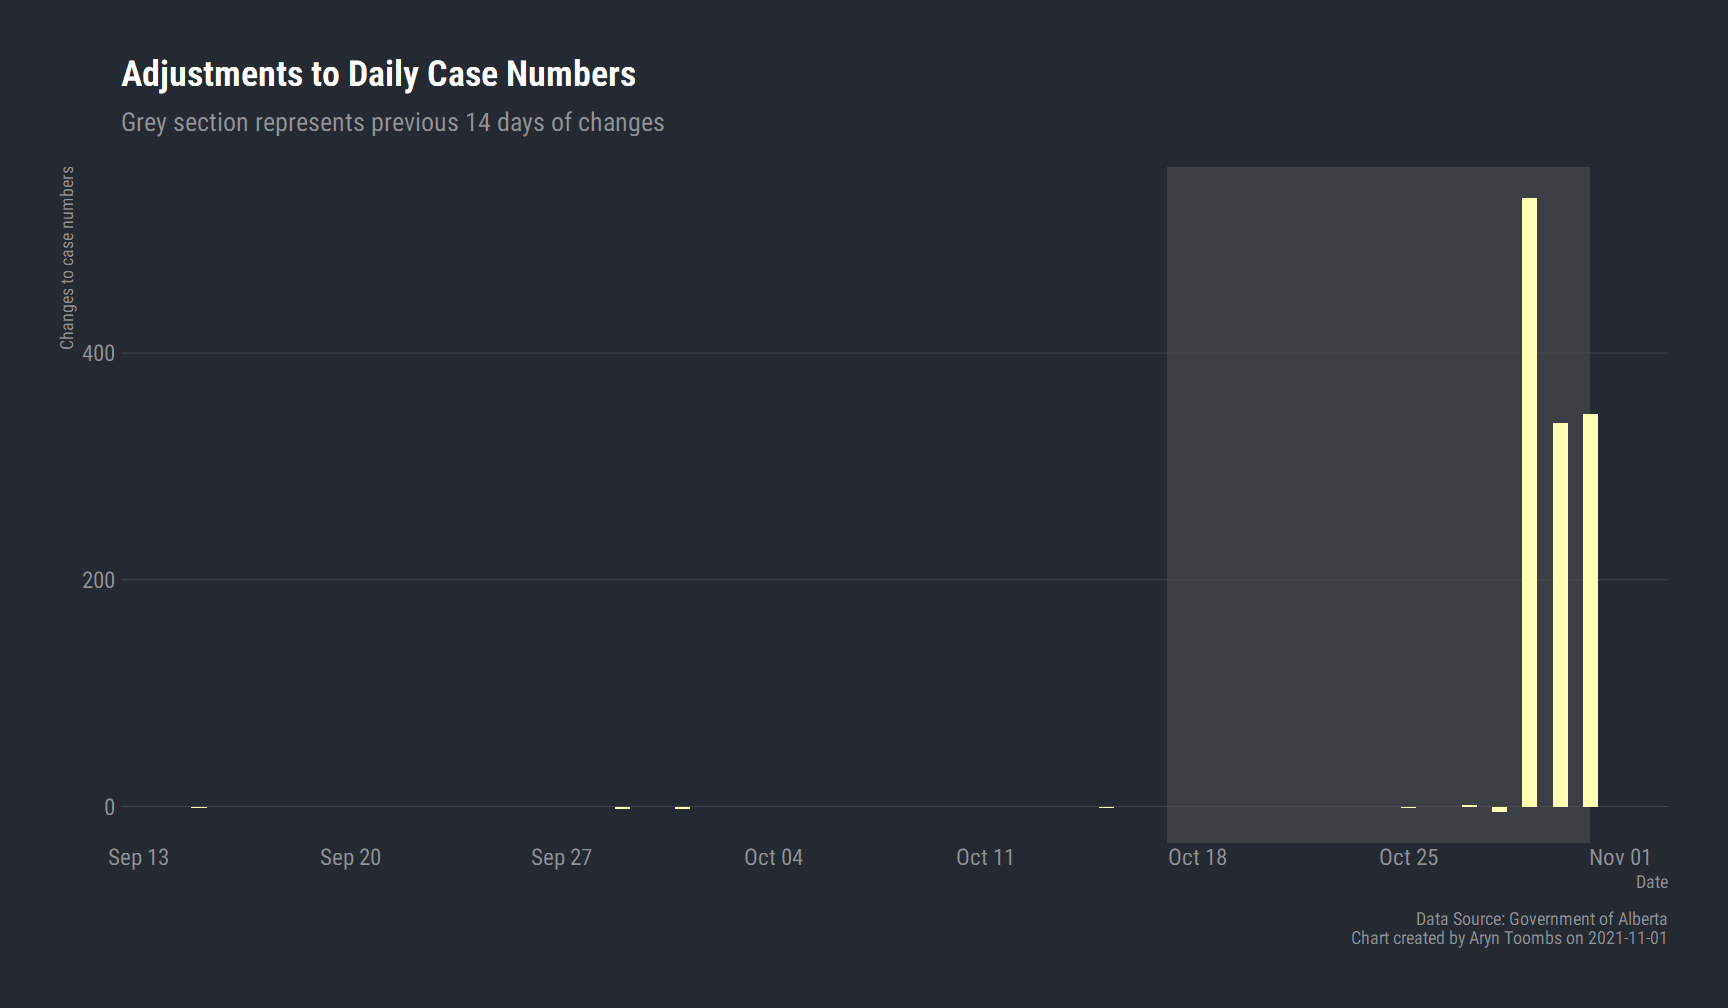 Adjustments to Daily Case Numbers
Grey section represents previous 14 days of changes
Changes to case numbers
400
200
0
Sep 13 Sep 20 Sep 27 Oct 04 Oct 11 Oct 18 Oct 25 Nov 01
Date
Data Source: Government of Alberta
Chart created by Aryn Toombs on 2021-11-01